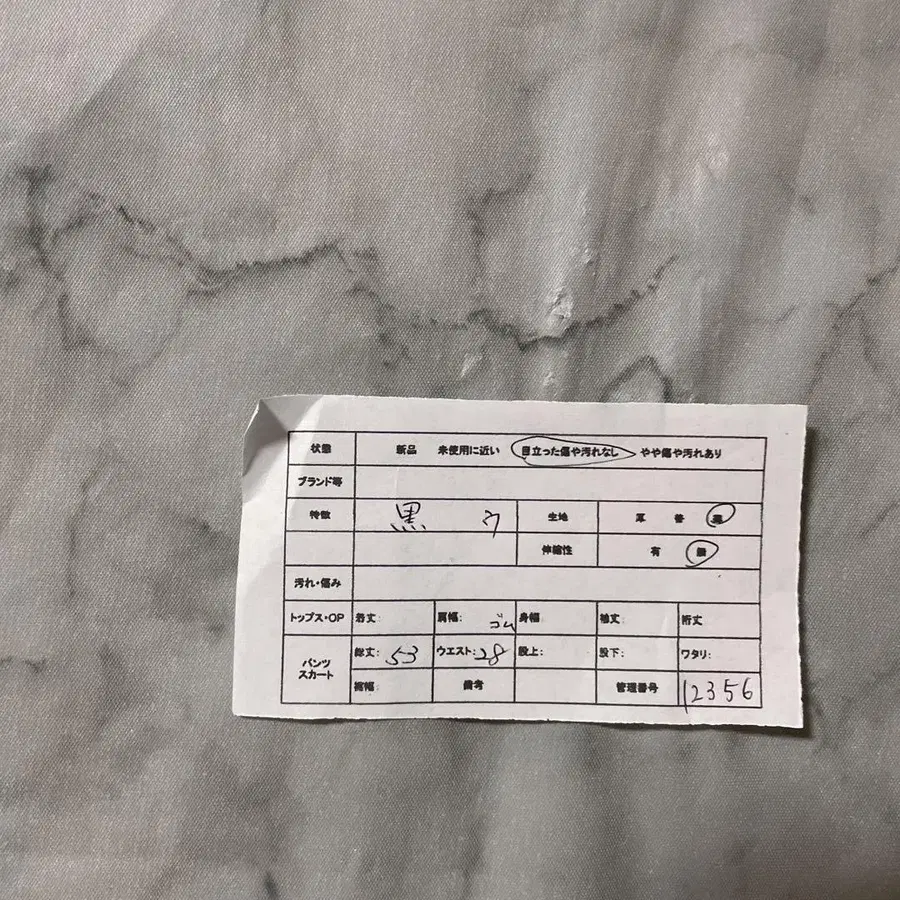 状態 新品 未使用に近い 目立った傷や汚れなし やや傷や汚れあり
ブランド等
特徴 黒 ウ 生地 厚 普 薄
伸縮性 有 無
汚れ・傷み
トップス・OP 着丈: 肩幅: ゴム 身幅: 袖丈: 裄丈
パンツ スカート 総丈: 53 ウエスト: 28 股上: 股下: ワタリ:
裾幅: 備考 管理番号 12356